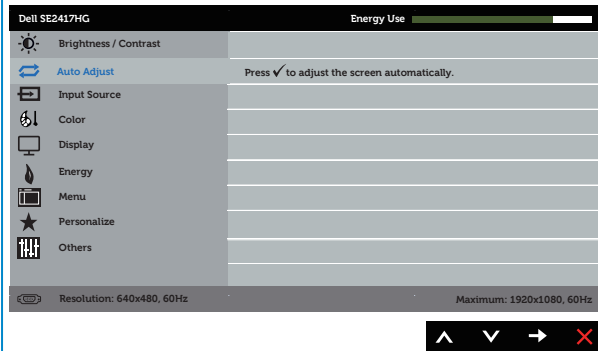 Dell SE2417HG Energy Use
Brightness / Contrast
Auto Adjust Press ✓ to adjust the screen automatically.
Input Source
Color
Display
Energy
Menu
Personalize
Others
Resolution: 640x480, 60Hz Maximum: 1920x1080, 60Hz